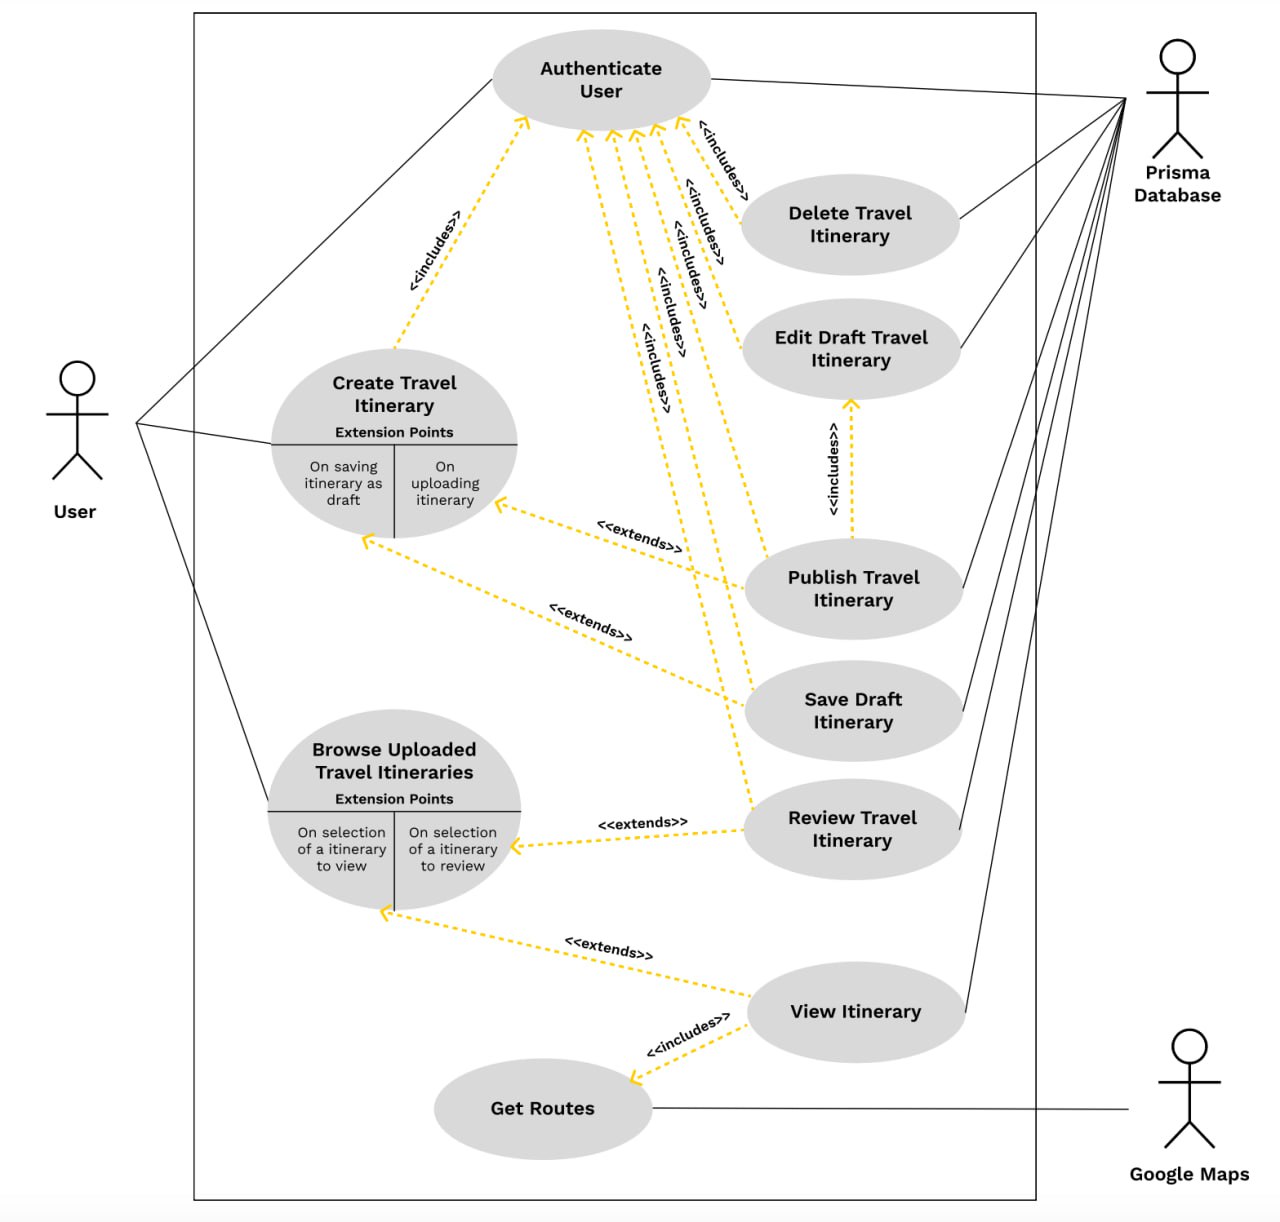 Authenticate
User
Prisma
Database
<<includes>>
Delete Travel
Itinerary
<<includes>>
<<includes>>
<<includes>>
<<includes>>
<<includes>>
Edit Draft Travel
Itinerary
Create Travel
Itinerary
Extension Points
On saving
itinerary as
draft
On
uploading
itinerary
User
<<includes>>
<<extends>>
Publish Travel
Itinerary
<<extends>>
Save Draft
Itinerary
Browse Uploaded
Travel Itineraries
Extension Points
On selection
of a itinerary
to view
On selection
of a itinerary
to review
<<extends>>
Review Travel
Itinerary
<<extends>>
View Itinerary
<<includes>>
Get Routes
Google Maps